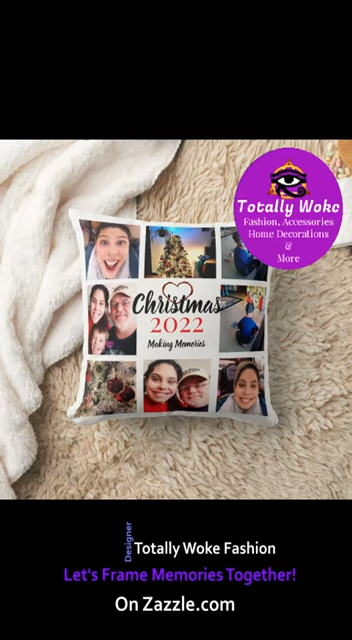 Totally Woke
Fashion, Accessories
Home Decorations
&
More
Christmas
2022
Making Memories
Designer
Totally Woke Fashion
Let's Frame Memories Together!
On Zazzle.com